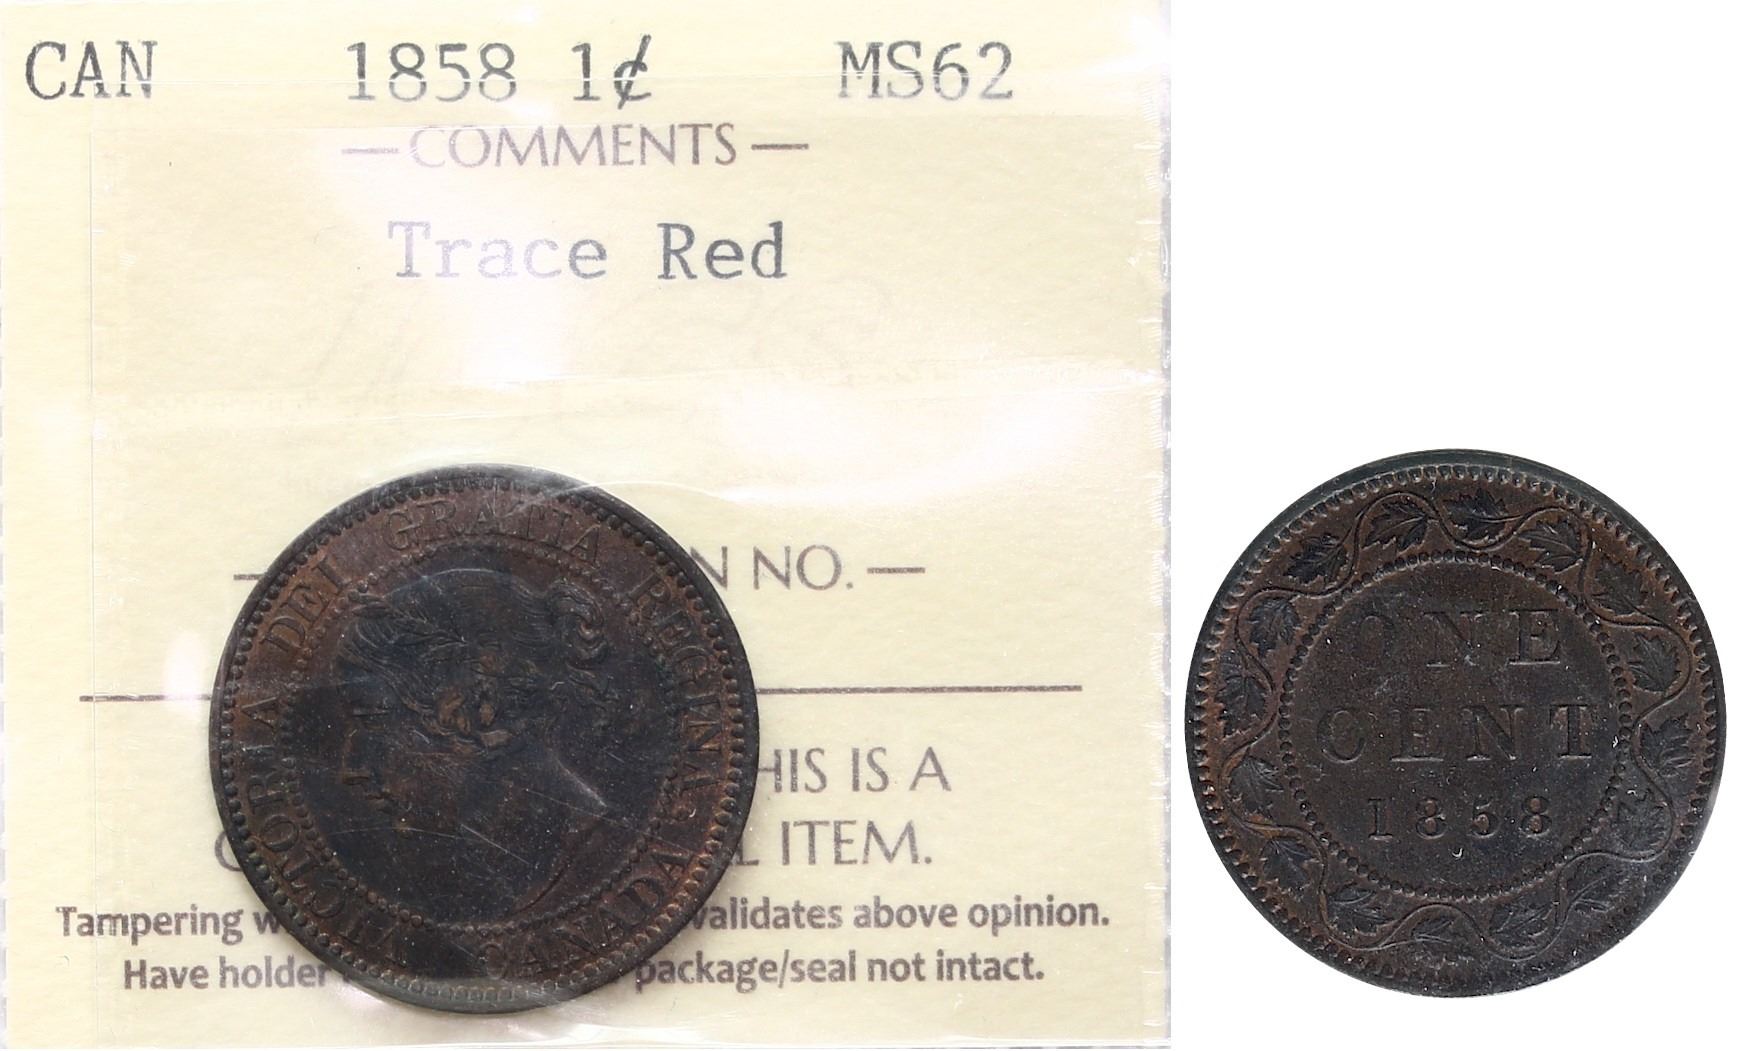 CAN 1858 1¢ MS62
— COMMENTS —
Trace Red
N NO. —
HIS IS A
ITEM.
Tampering w validates above opinion.
Have holder package/seal not intact.
VICTORIA DEI GRATIA REGINA.
CANADA
ONE
CENT
1858